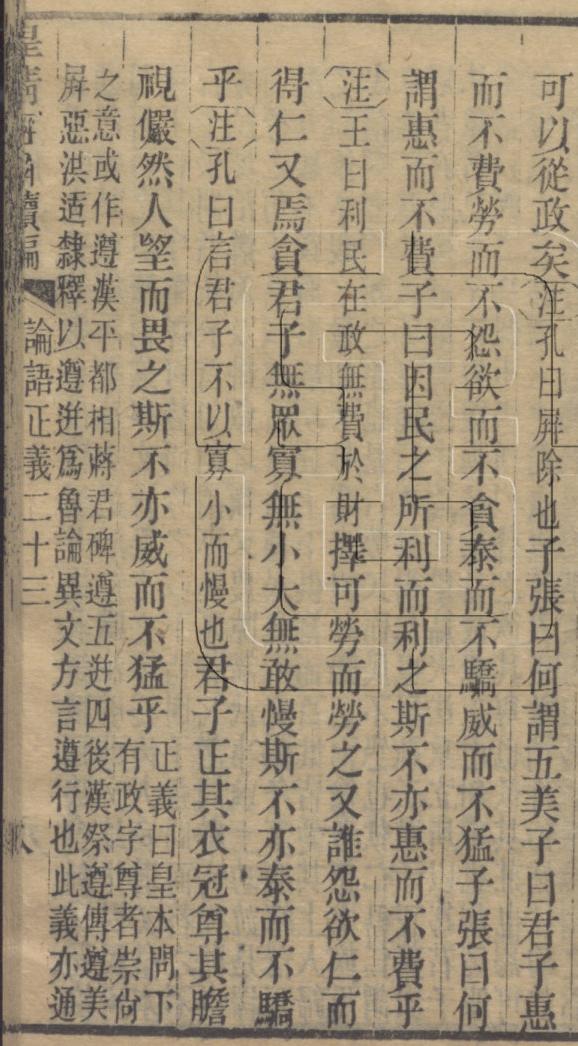 可以從政矣注孔曰屏除也子張曰何謂五美子曰君子惠
而不費勞而不怨欲而不貪泰而不驕威而不猛子張曰何
謂惠而不費子曰因民之所利而利之斯不亦惠而不費乎
注王曰利民在政無費於財擇可勞而勞之又誰怨欲仁而
得仁又焉貪君子無眾寡無小大無敢慢斯不亦泰而不驕
乎注孔曰言君子不以寡小而慢也君子正其衣冠尊其瞻
視儼然人望而畏之斯不亦威而不猛乎
正義曰皇本問下
有政字尊者崇尚
之意或作遵漢平都相蔣君碑遵五迸四後漢祭遵傳遵美
屏惡洪适隸釋以遵迸爲魯論異文方言遵行也此義亦通
皇清經解續編
論語正義二十三
八